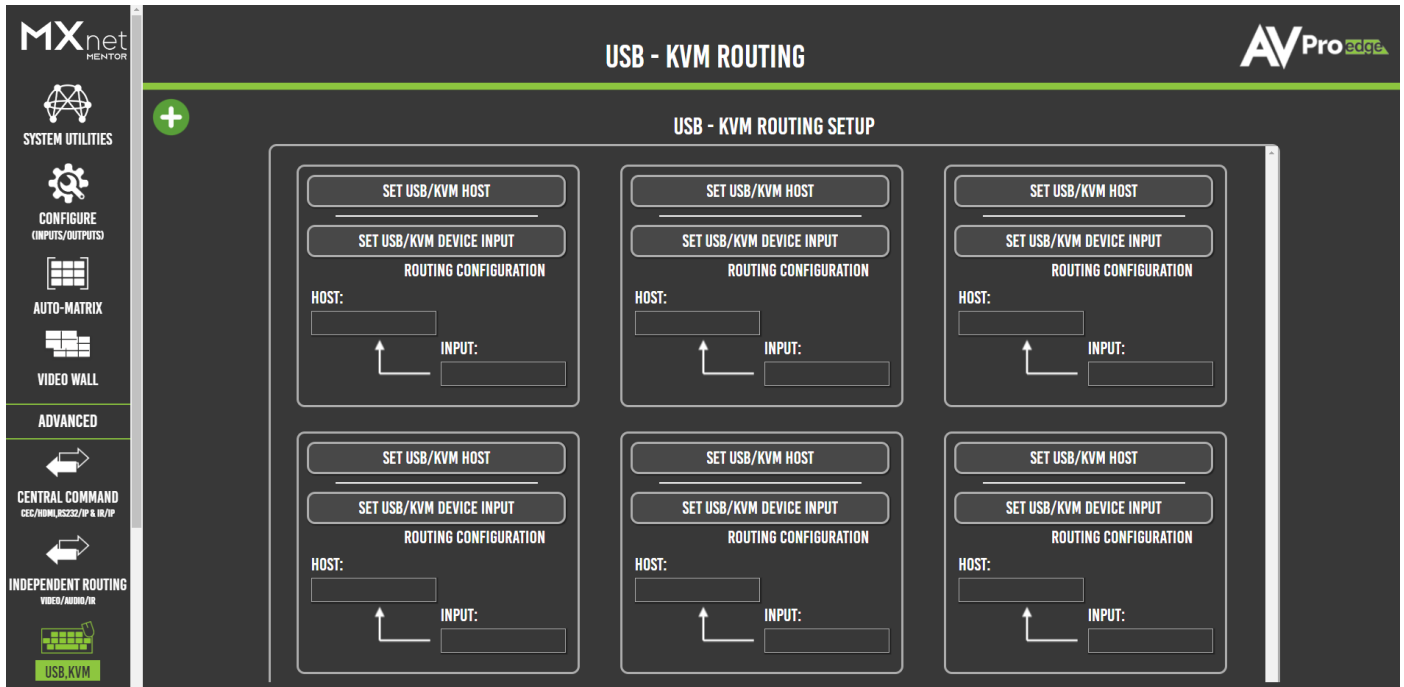 MXnet
MENTOR
USB - KVM ROUTING
AVPro edge
SYSTEM UTILITIES
CONFIGURE
(INPUTS/OUTPUTS)
AUTO-MATRIX
VIDEO WALL
ADVANCED
CENTRAL COMMAND
CEC/HDMI,RS232/IP & IR/IP
INDEPENDENT ROUTING
VIDEO/AUDIO/IR
USB,KVM
USB - KVM ROUTING SETUP
SET USB/KVM HOST
SET USB/KVM DEVICE INPUT
ROUTING CONFIGURATION
HOST:
INPUT:
SET USB/KVM HOST
SET USB/KVM DEVICE INPUT
ROUTING CONFIGURATION
HOST:
INPUT:
SET USB/KVM HOST
SET USB/KVM DEVICE INPUT
ROUTING CONFIGURATION
HOST:
INPUT:
SET USB/KVM HOST
SET USB/KVM DEVICE INPUT
ROUTING CONFIGURATION
HOST:
INPUT:
SET USB/KVM HOST
SET USB/KVM DEVICE INPUT
ROUTING CONFIGURATION
HOST:
INPUT:
SET USB/KVM HOST
SET USB/KVM DEVICE INPUT
ROUTING CONFIGURATION
HOST:
INPUT: